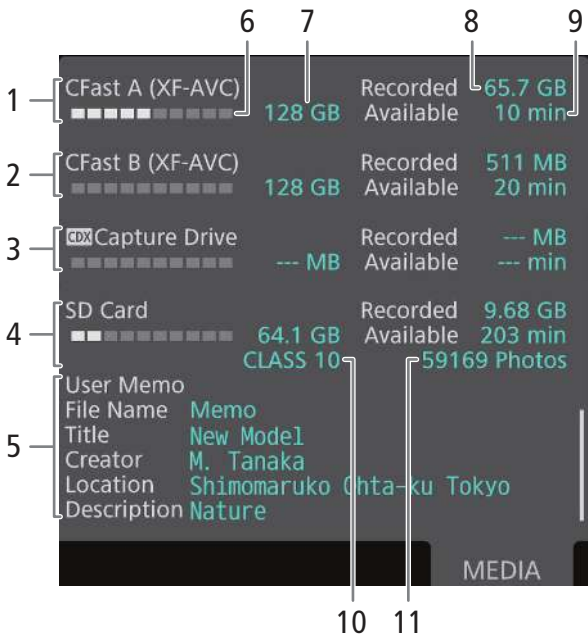 6 7 8 9
1 CFast A (XF-AVC) Recorded 65.7 GB
128 GB Available 10 min
2 CFast B (XF-AVC) Recorded 511 MB
128 GB Available 20 min
3 CDX Capture Drive Recorded --- MB
--- MB Available --- min
4 SD Card Recorded 9.68 GB
64.1 GB Available 203 min
CLASS 10 59169 Photos
5 User Memo
File Name Memo
Title New Model
Creator M. Tanaka
Location Shimomaruko Ohta-ku Tokyo
Description Nature
MEDIA
10 11